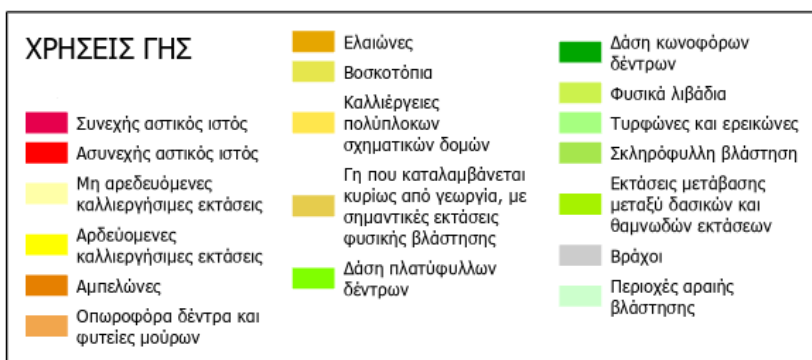 ΧΡΗΣΕΙΣ ΓΗΣ
Συνεχής αστικός ιστός
Ασυνεχής αστικός ιστός
Μη αρεδευόμενες
καλλιεργήσιμες εκτάσεις
Αρδεύομενες
καλλιεργήσιμες εκτάσεις
Αμπελώνες
Οπωροφόρα δέντρα και
φυτείες μούρων
Ελαιώνες
Βοσκοτόπια
Καλλιέργειες
πολύπλοκων
σχηματικών δομών
Γη που καταλαμβάνεται
κυρίως από γεωργία, με
σημαντικές εκτάσεις
φυσικής βλάστησης
Δάση πλατύφυλλων
δέντρων
Δάση κωνοφόρων
δέντρων
Φυσικά λιβάδια
Τυρφώνες και ερεικώνες
Σκληρόφυλλη βλάστηση
Εκτάσεις μετάβασης
μεταξύ δασικών και
θαμνωδών εκτάσεων
Βράχοι
Περιοχές αραιής
βλάστησης